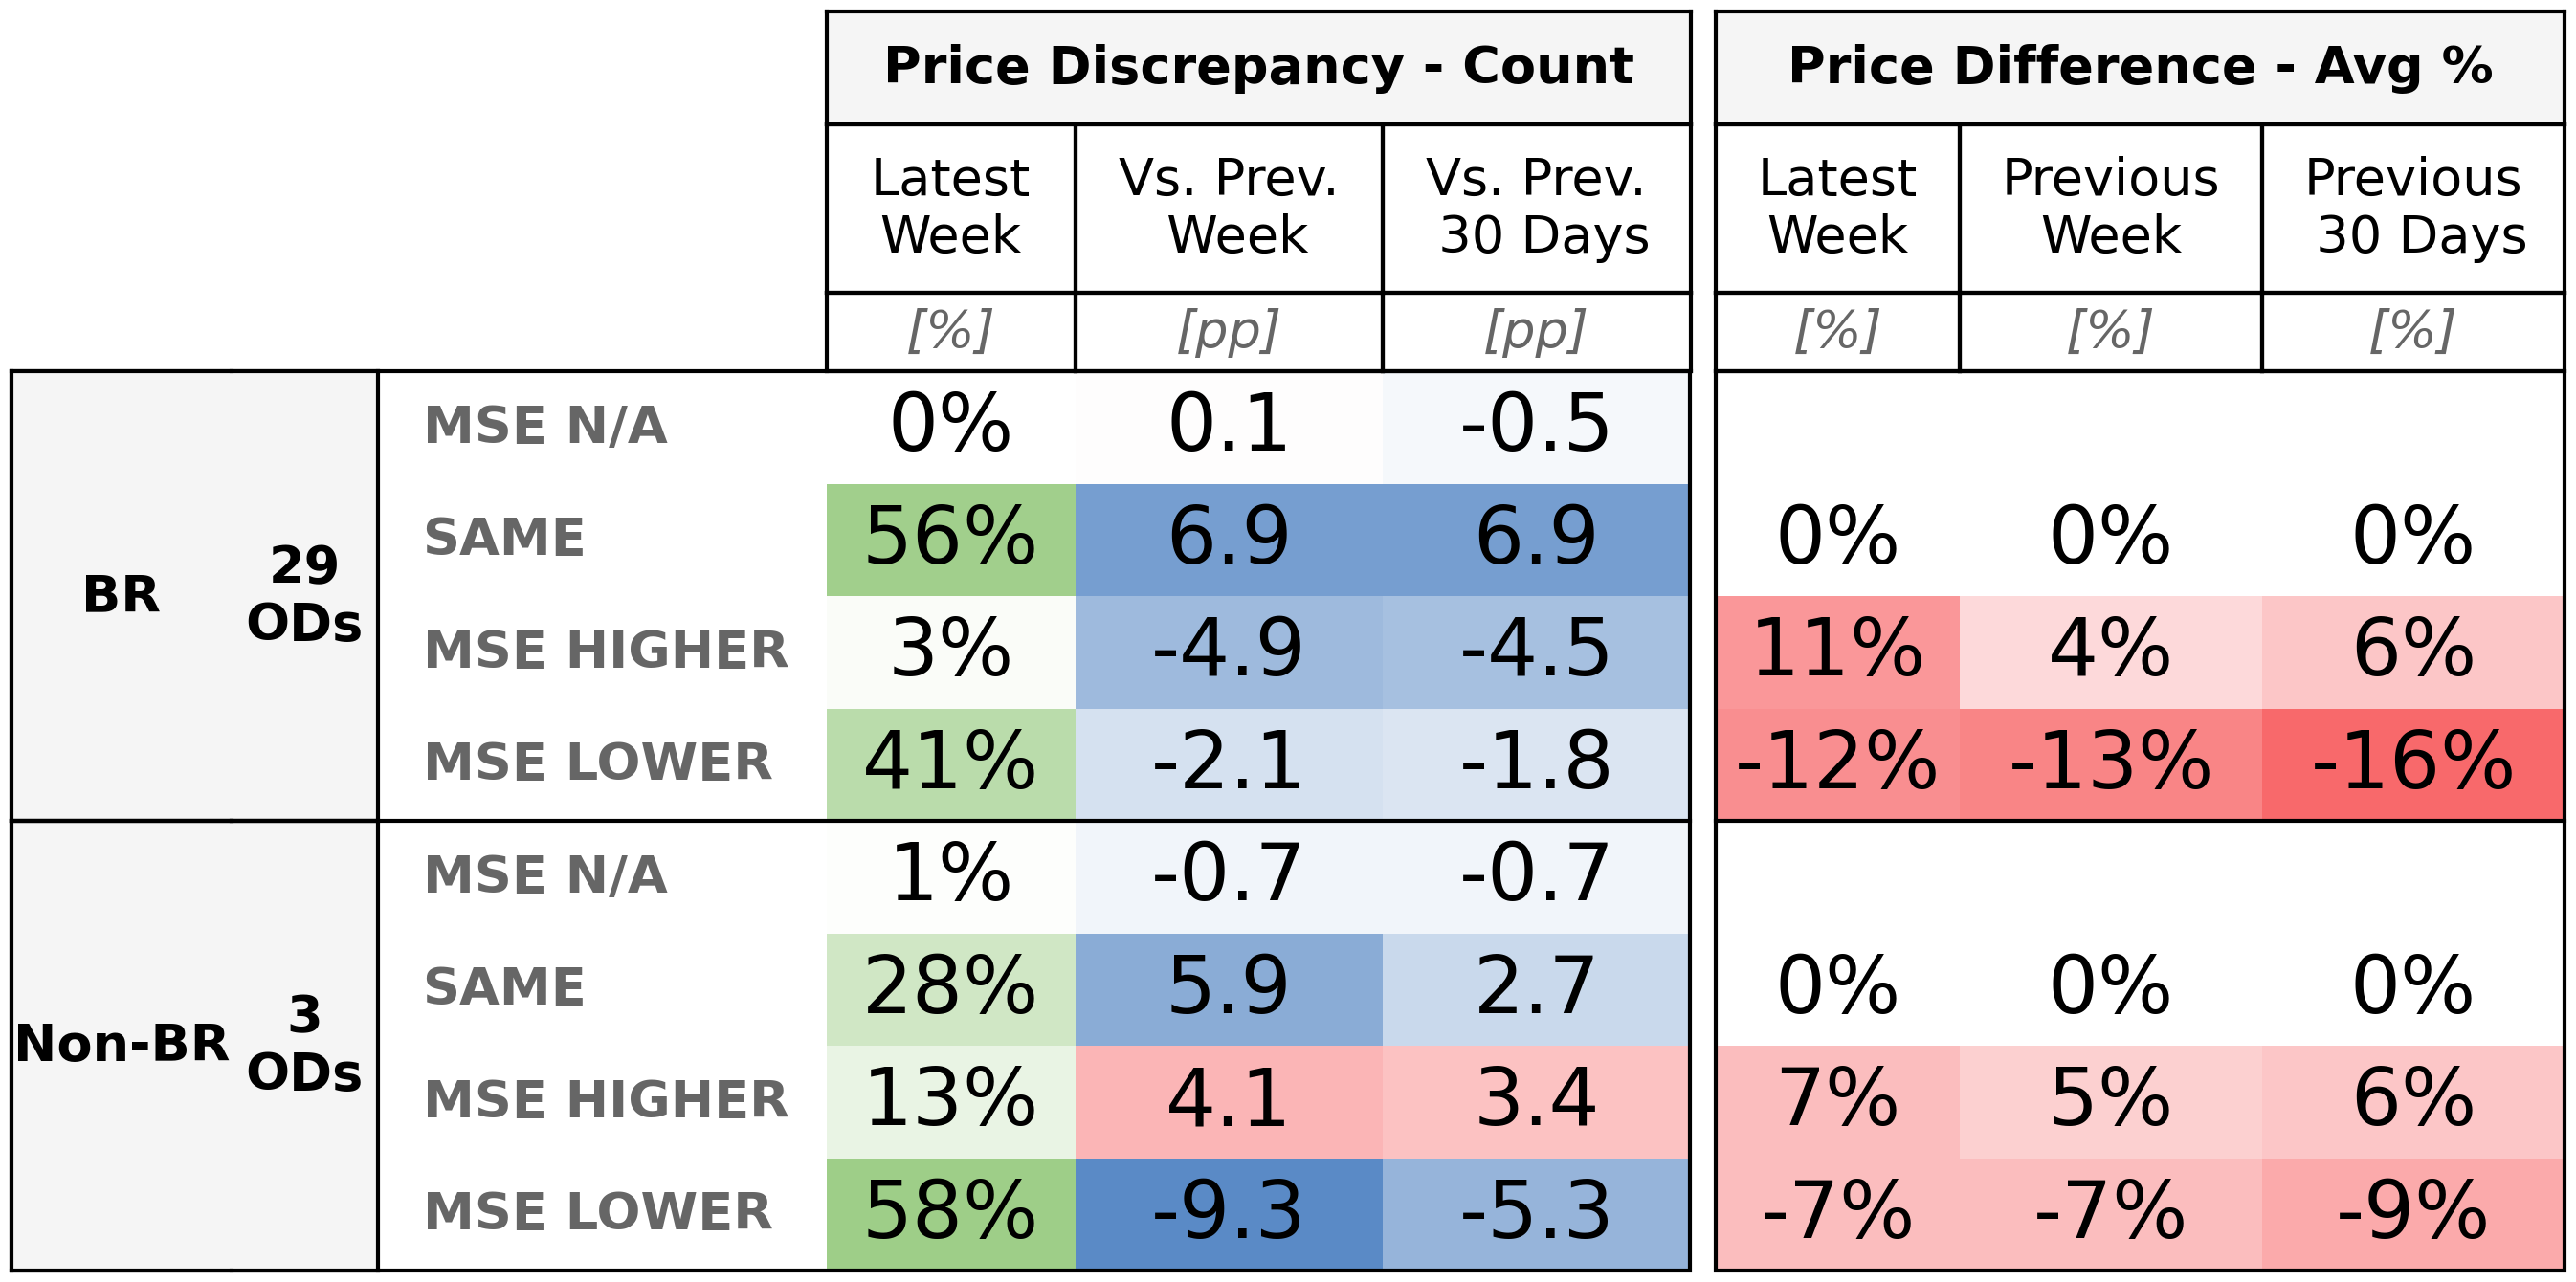 Price Discrepancy - Count Price Difference - Avg %
Latest Week Vs. Prev. Week Vs. Prev. 30 Days Latest Week Previous Week Previous 30 Days
[%] [pp] [pp] [%] [%] [%]
BR 29 ODs
MSE N/A 0% 0.1 -0.5
SAME 56% 6.9 6.9 0% 0% 0%
MSE HIGHER 3% -4.9 -4.5 11% 4% 6%
MSE LOWER 41% -2.1 -1.8 -12% -13% -16%
Non-BR 3 ODs
MSE N/A 1% -0.7 -0.7
SAME 28% 5.9 2.7 0% 0% 0%
MSE HIGHER 13% 4.1 3.4 7% 5% 6%
MSE LOWER 58% -9.3 -5.3 -7% -7% -9%